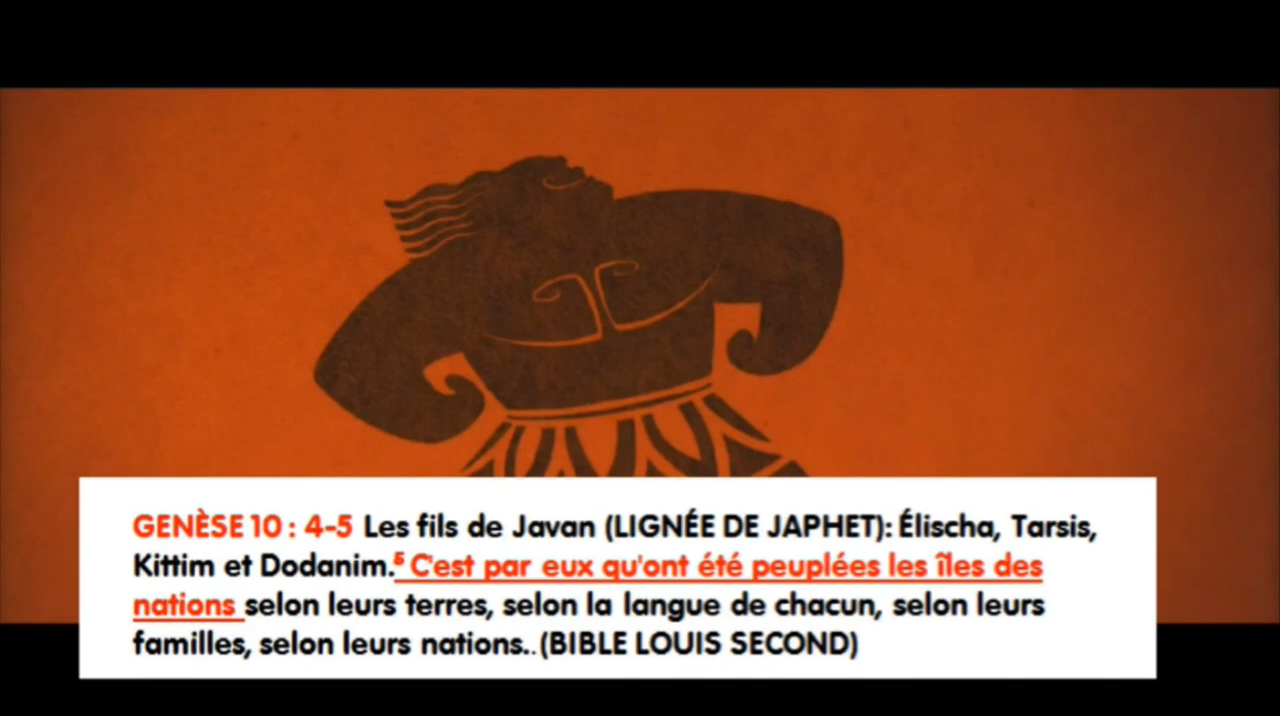 GENÈSE 10 : 4-5 Les fils de Javan (LIGNÉE DE JAPHET): Élischa, Tarsis,
Kittim et Dodanim.⁵ C'est par eux qu'ont été peuplées les îles des
nations selon leurs terres, selon la langue de chacun, selon leurs
familles, selon leurs nations..(BIBLE LOUIS SECOND)